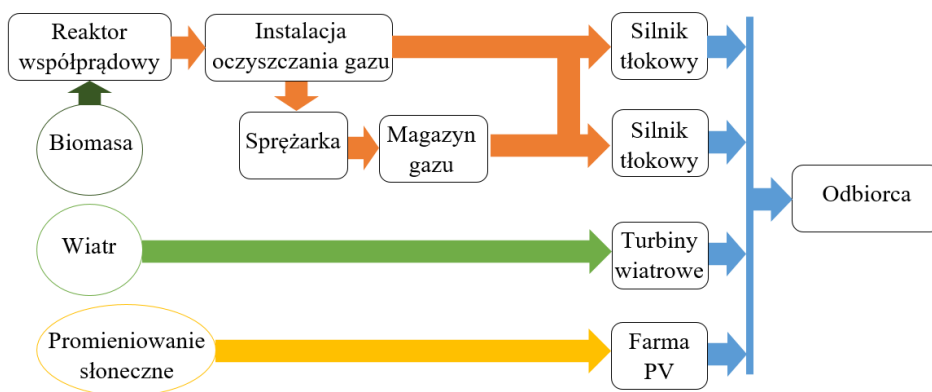 Reaktor
współprądowy
Instalacja
oczyszczania gazu
Silnik
tłokowy
Biomasa
Sprężarka
Magazyn
gazu
Silnik
tłokowy
Odbiorca
Wiatr
Turbiny
wiatrowe
Promieniowanie
słoneczne
Farma
PV